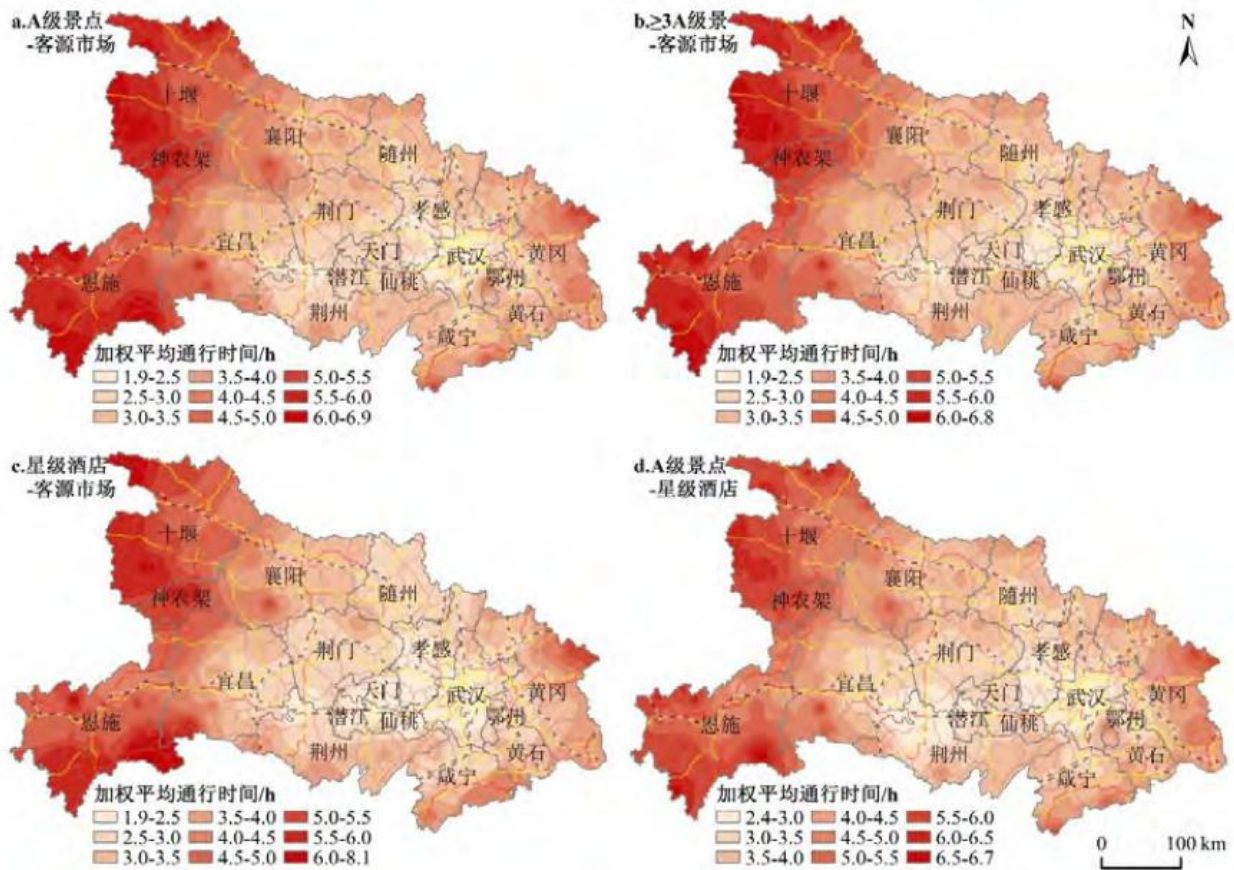 a.A级景点
-客源市场
十堰
神农架
襄阳
随州
荆门
孝感
宜昌
天门
武汉
黄冈
恩施
潜江
仙桃
鄂州
荆州
黄石
咸宁
加权平均通行时间/h
1.9-2.5 3.5-4.0 5.0-5.5
2.5-3.0 4.0-4.5 5.5-6.0
3.0-3.5 4.5-5.0 6.0-6.9
b.≥3A级景
-客源市场
N
十堰
神农架
襄阳
随州
荆门
孝感
宜昌
天门
武汉
黄冈
恩施
潜江
仙桃
鄂州
荆州
黄石
咸宁
加权平均通行时间/h
1.9-2.5 3.5-4.0 5.0-5.5
2.5-3.0 4.0-4.5 5.5-6.0
3.0-3.5 4.5-5.0 6.0-6.8
c.星级酒店
-客源市场
十堰
神农架
襄阳
随州
荆门
孝感
宜昌
天门
武汉
黄冈
恩施
潜江
仙桃
鄂州
荆州
黄石
咸宁
加权平均通行时间/h
1.9-2.5 3.5-4.0 5.0-5.5
2.5-3.0 4.0-4.5 5.5-6.0
3.0-3.5 4.5-5.0 6.0-8.1
d.A级景点
-星级酒店
十堰
神农架
襄阳
随州
荆门
孝感
宜昌
天门
武汉
黄冈
恩施
潜江
仙桃
鄂州
荆州
黄石
咸宁
加权平均通行时间/h
2.4-3.0 4.0-4.5 5.5-6.0
3.0-3.5 4.5-5.0 6.0-6.5
3.5-4.0 5.0-5.5 6.5-6.7
0 100 km